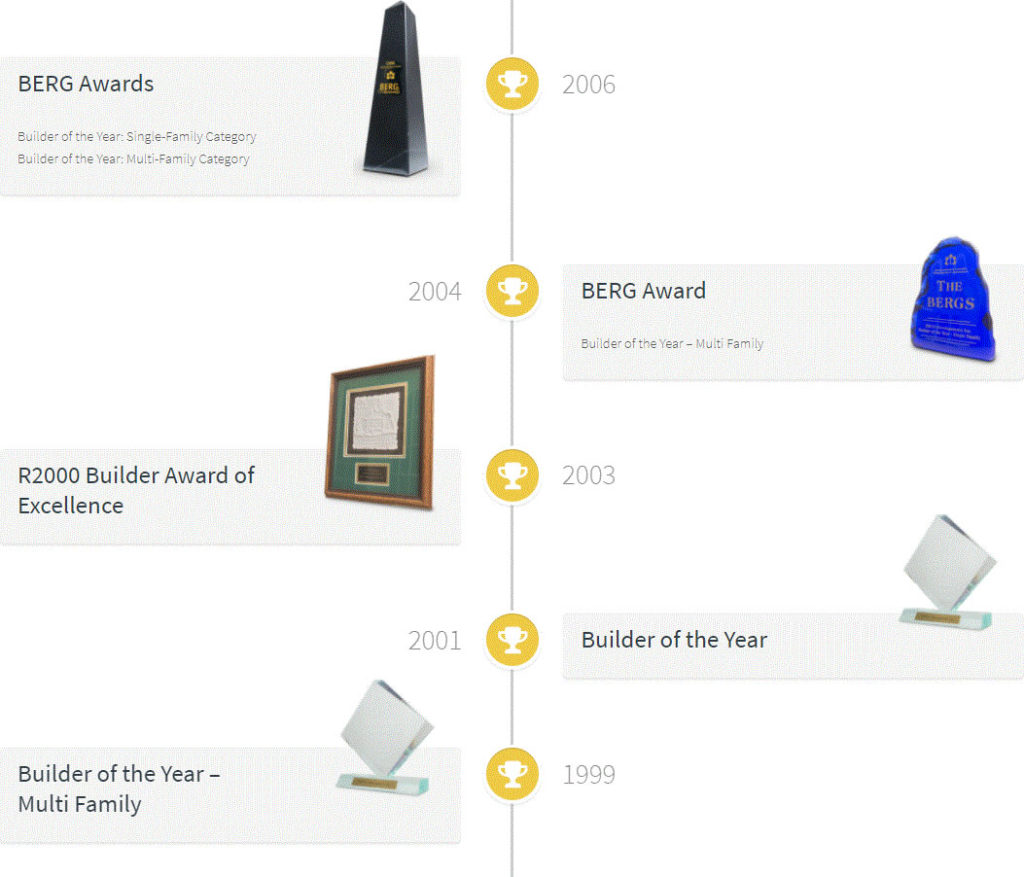 BERG Awards
2006
Builder of the Year: Single-Family Category
Builder of the Year: Multi-Family Category
BERG
2004
BERG Award
Builder of the Year – Multi Family
THE
BERGS
R2000 Builder Award of
Excellence
2003
2001
Builder of the Year
Builder of the Year –
Multi Family
1999